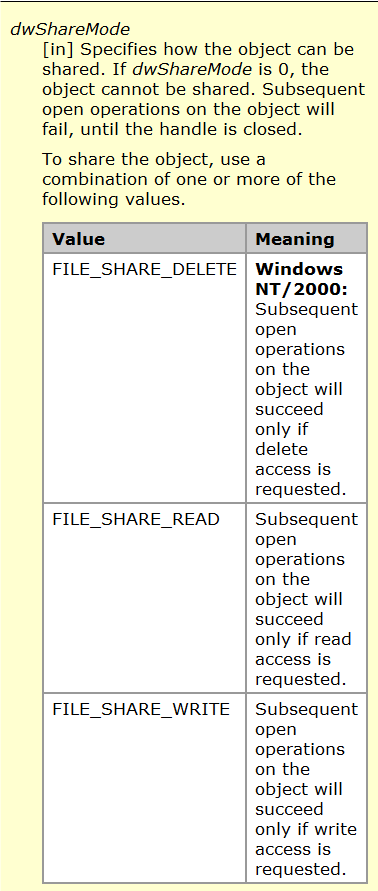 dwShareMode
[in] Specifies how the object can be
shared. If dwShareMode is 0, the
object cannot be shared. Subsequent
open operations on the object will
fail, until the handle is closed.
To share the object, use a
combination of one or more of the
following values.
Value Meaning
FILE_SHARE_DELETE Windows
NT/2000:
Subsequent
open
operations
on the
object will
succeed
only if
delete
access is
requested.
FILE_SHARE_READ Subsequent
open
operations
on the
object will
succeed
only if read
access is
requested.
FILE_SHARE_WRITE Subsequent
open
operations
on the
object will
succeed
only if write
access is
requested.